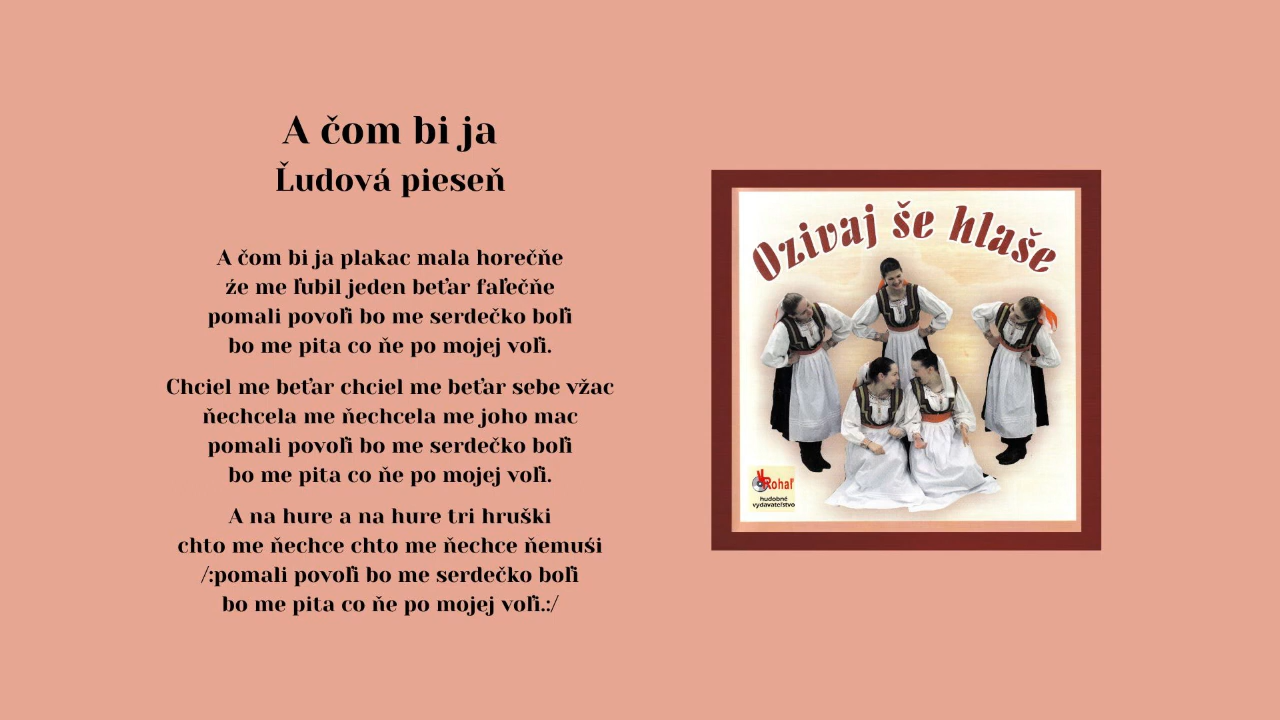 A čom bi ja
Ľudová pieseň
A čom bi ja plakac mala horečňe
źe me ľubil jeden beťar faľečňe
pomali povoľi bo me serdečko boľi
bo me pita co ňe po mojej voľi.
Chciel me beťar chciel me beťar sebe vžac
ňechcela me ňechcela me joho mac
pomali povoľi bo me serdečko boľi
bo me pita co ňe po mojej voľi.
A na hure a na hure tri hruški
chto me ňechce chto me ňechce ňemuśi
/:pomali povoľi bo me serdečko boľi
bo me pita co ňe po mojej voľi.:/
Ozivaj še hlaše
VRohaľ
hudobné
vydavateľstvo